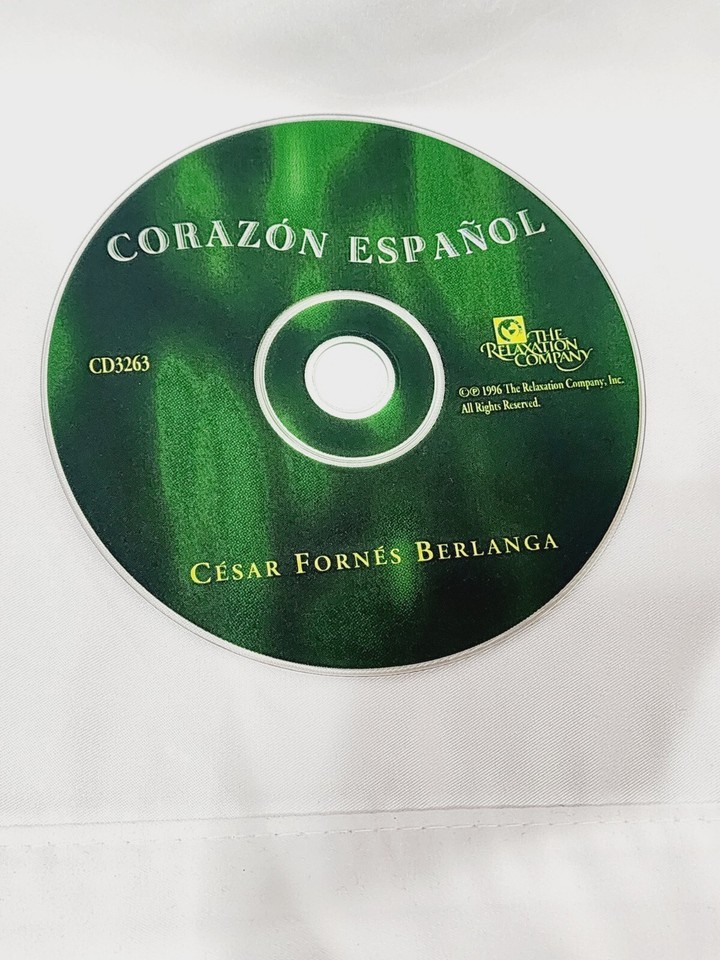 CORAZÓN ESPAÑOL
CD3263
THE
RELAXATION
COMPANY
©℗ 1996 The Relaxation Company, Inc.
All Rights Reserved.
CÉSAR FORNÉS BERLANGA